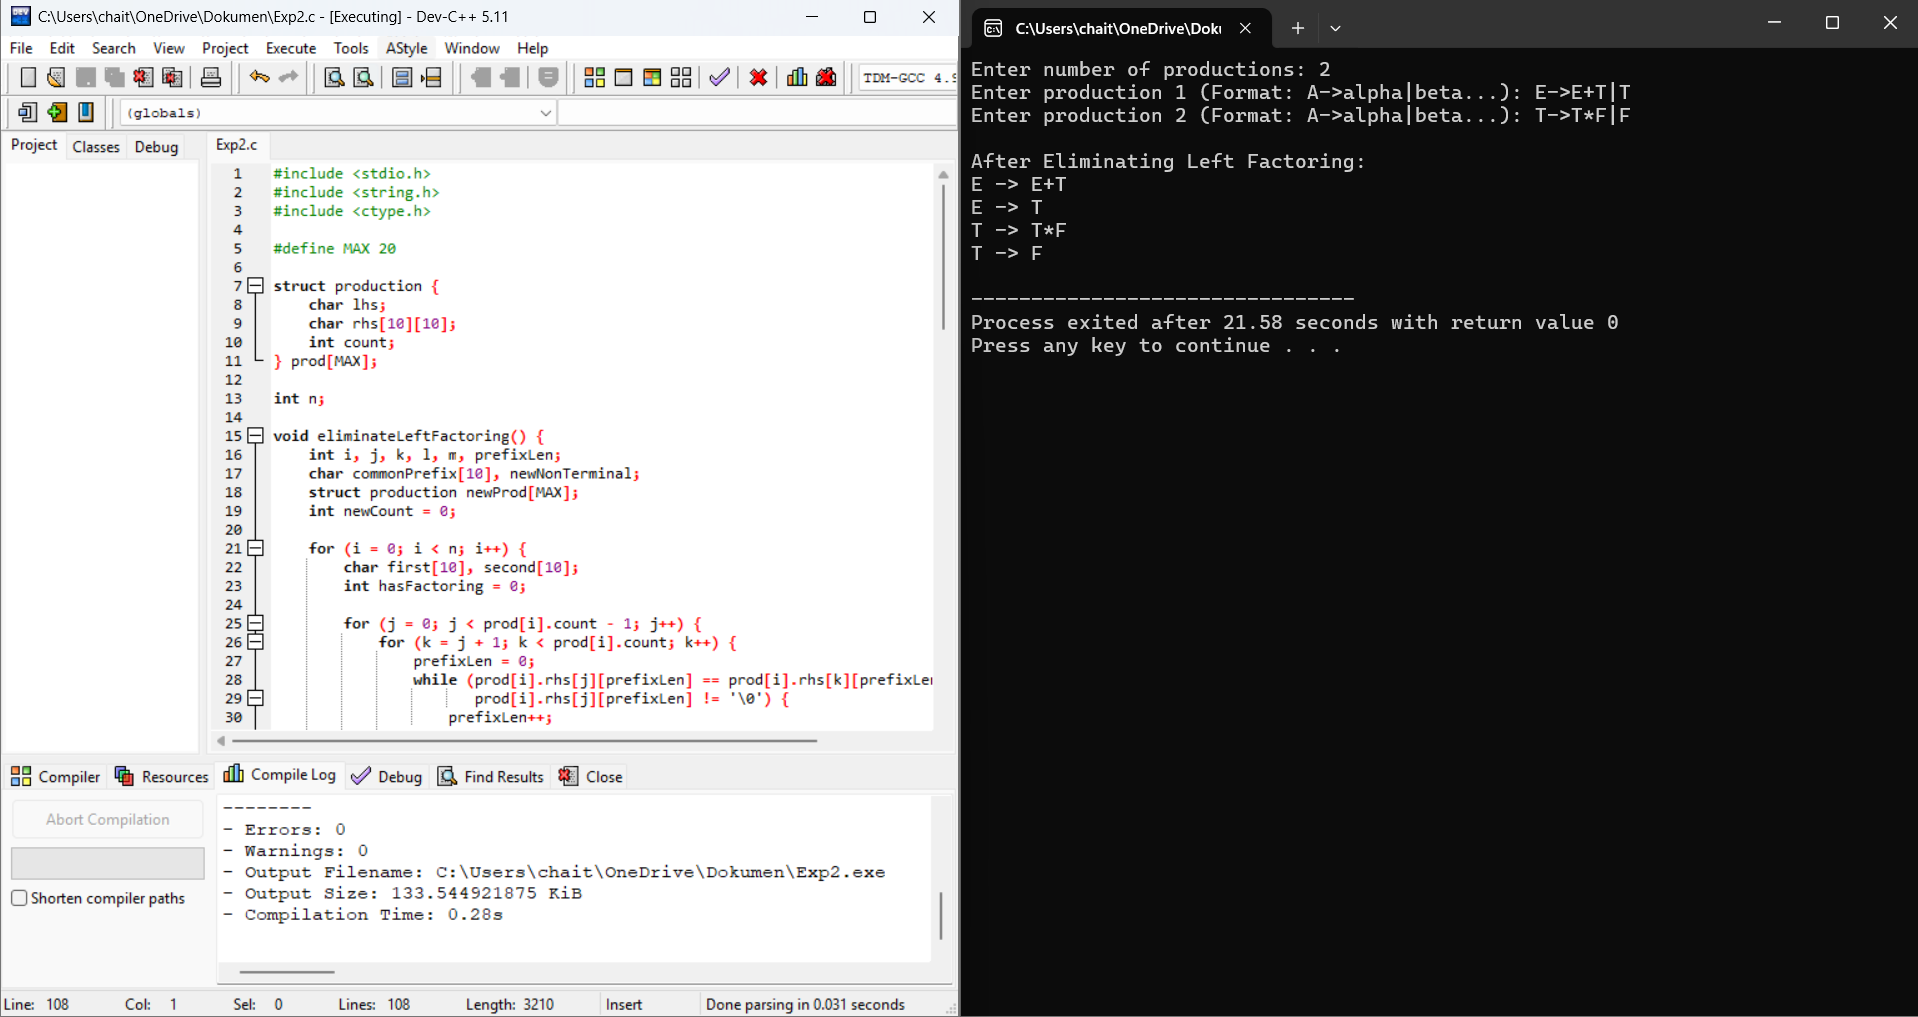 C:\Users\chait\OneDrive\Dokumen\Exp2.c - [Executing] - Dev-C++ 5.11
File Edit Search View Project Execute Tools AStyle Window Help
TDM-GCC 4.9
(globals)
Project Classes Debug
Exp2.c
1 #include <stdio.h>
2 #include <string.h>
3 #include <ctype.h>
4
5 #define MAX 20
6
7 struct production {
8 char lhs;
9 char rhs[10][10];
10 int count;
11 } prod[MAX];
12
13 int n;
14
15 void eliminateLeftFactoring() {
16 int i, j, k, l, m, prefixLen;
17 char commonPrefix[10], newNonTerminal;
18 struct production newProd[MAX];
19 int newCount = 0;
20
21 for (i = 0; i < n; i++) {
22 char first[10], second[10];
23 int hasFactoring = 0;
24
25 for (j = 0; j < prod[i].count - 1; j++) {
26 for (k = j + 1; k < prod[i].count; k++) {
27 prefixLen = 0;
28 while (prod[i].rhs[j][prefixLen] == prod[i].rhs[k][prefixLen
29 prod[i].rhs[j][prefixLen] != '\0') {
30 prefixLen++;
Compiler Resources Compile Log Debug Find Results Close
Abort Compilation
Shorten compiler paths
--------
- Errors: 0
- Warnings: 0
- Output Filename: C:\Users\chait\OneDrive\Dokumen\Exp2.exe
- Output Size: 133.544921875 KiB
- Compilation Time: 0.28s
Line: 108 Col: 1 Sel: 0 Lines: 108 Length: 3210 Insert Done parsing in 0.031 seconds
C:\Users\chait\OneDrive\Doku
Enter number of productions: 2
Enter production 1 (Format: A->alpha|beta...): E->E+T|T
Enter production 2 (Format: A->alpha|beta...): T->T*F|F
After Eliminating Left Factoring:
E -> E+T
E -> T
T -> T*F
T -> F
--------------------------------
Process exited after 21.58 seconds with return value 0
Press any key to continue . . .